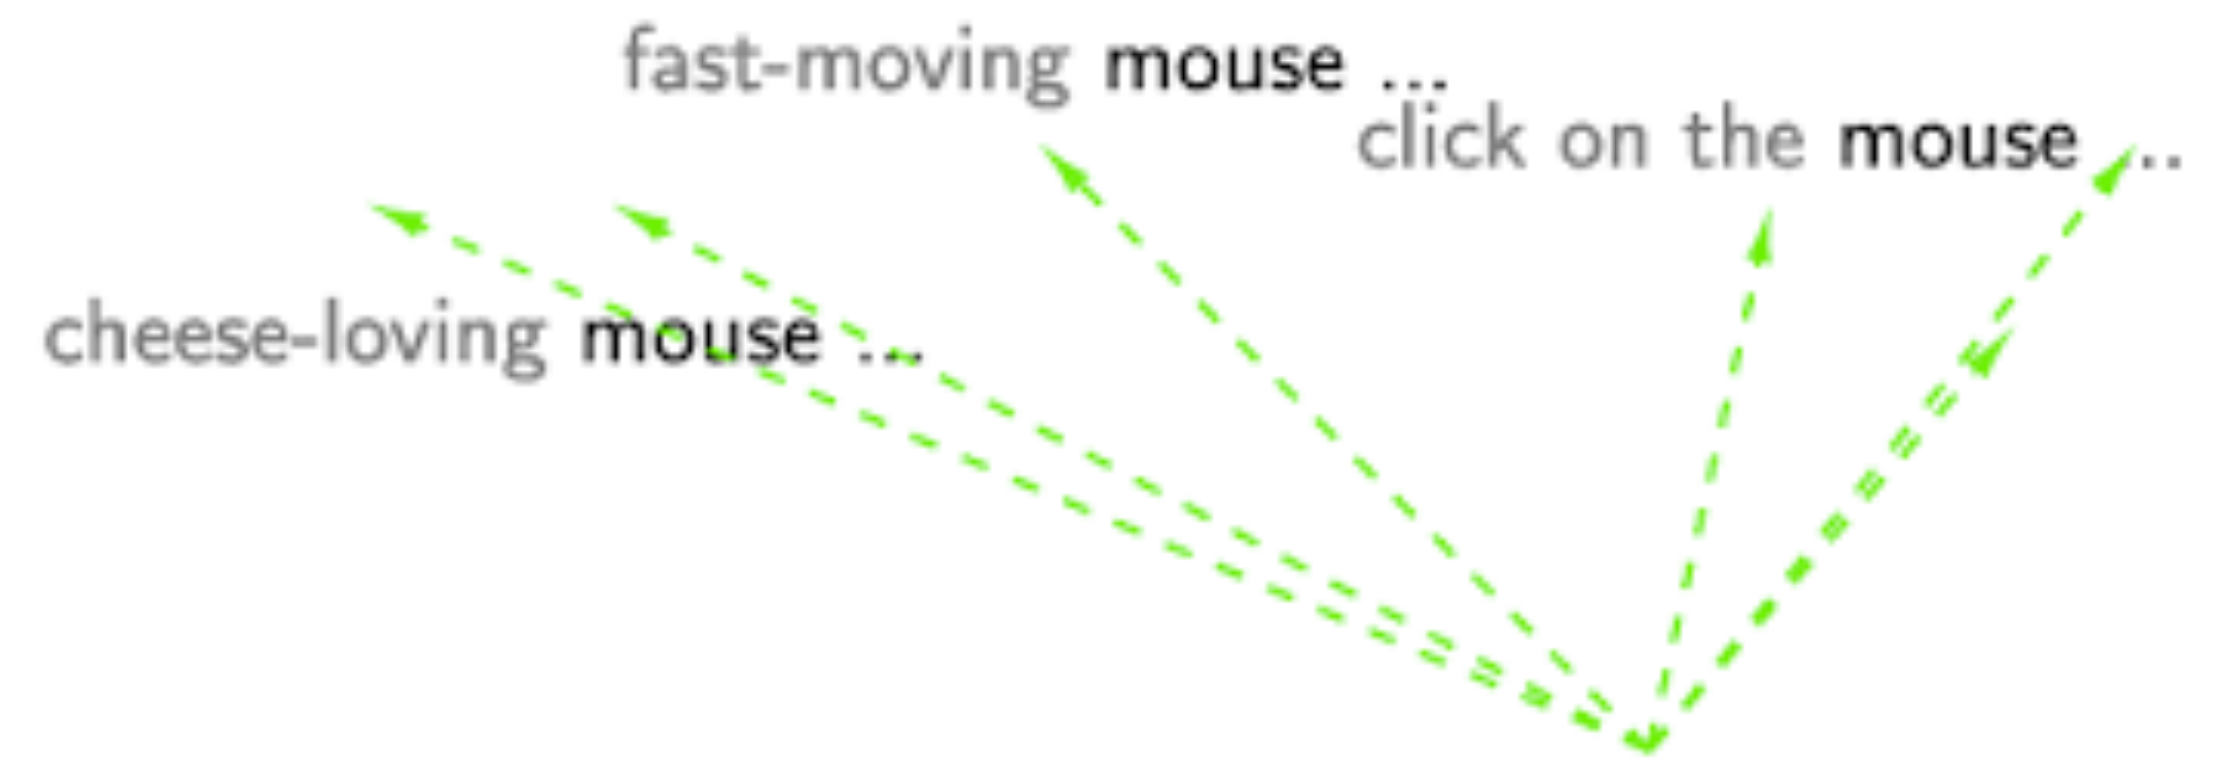 fast-moving mouse ...
click on the mouse ...
cheese-loving mouse ...